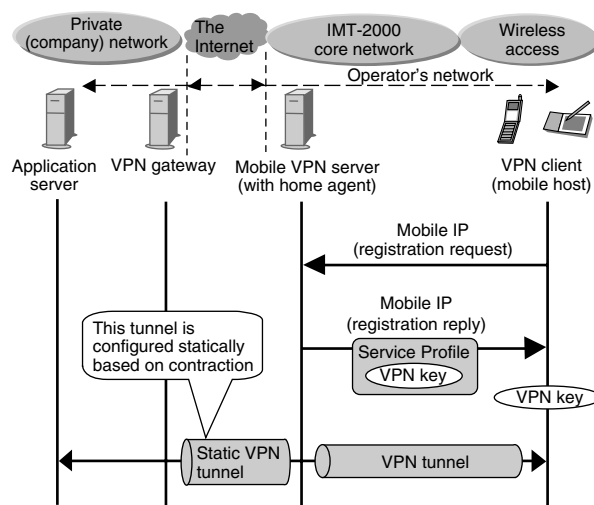 Private
(company) network
The
Internet
IMT-2000
core network
Wireless
access
Operator's network
Application
server
VPN gateway
Mobile VPN server
(with home agent)
VPN client
(mobile host)
Mobile IP
(registration request)
This tunnel is
configured statically
based on contraction
Mobile IP
(registration reply)
Service Profile
VPN key
VPN key
Static VPN
tunnel
VPN tunnel